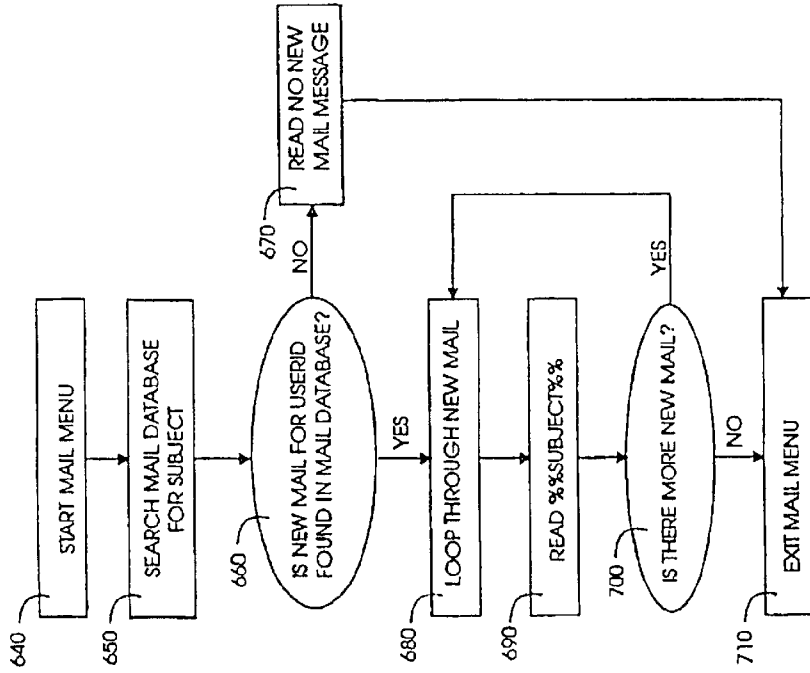 640
START MAIL MENU
650
SEARCH MAIL DATABASE
FOR SUBJECT
660
IS NEW MAIL FOR USERID
FOUND IN MAIL DATABASE?
NO
670
READ NO NEW
MAIL MESSAGE
YES
680
LOOP THROUGH NEW MAIL
690
READ %%SUBJECT%%
700
IS THERE MORE NEW MAIL?
YES
NO
710
EXIT MAIL MENU